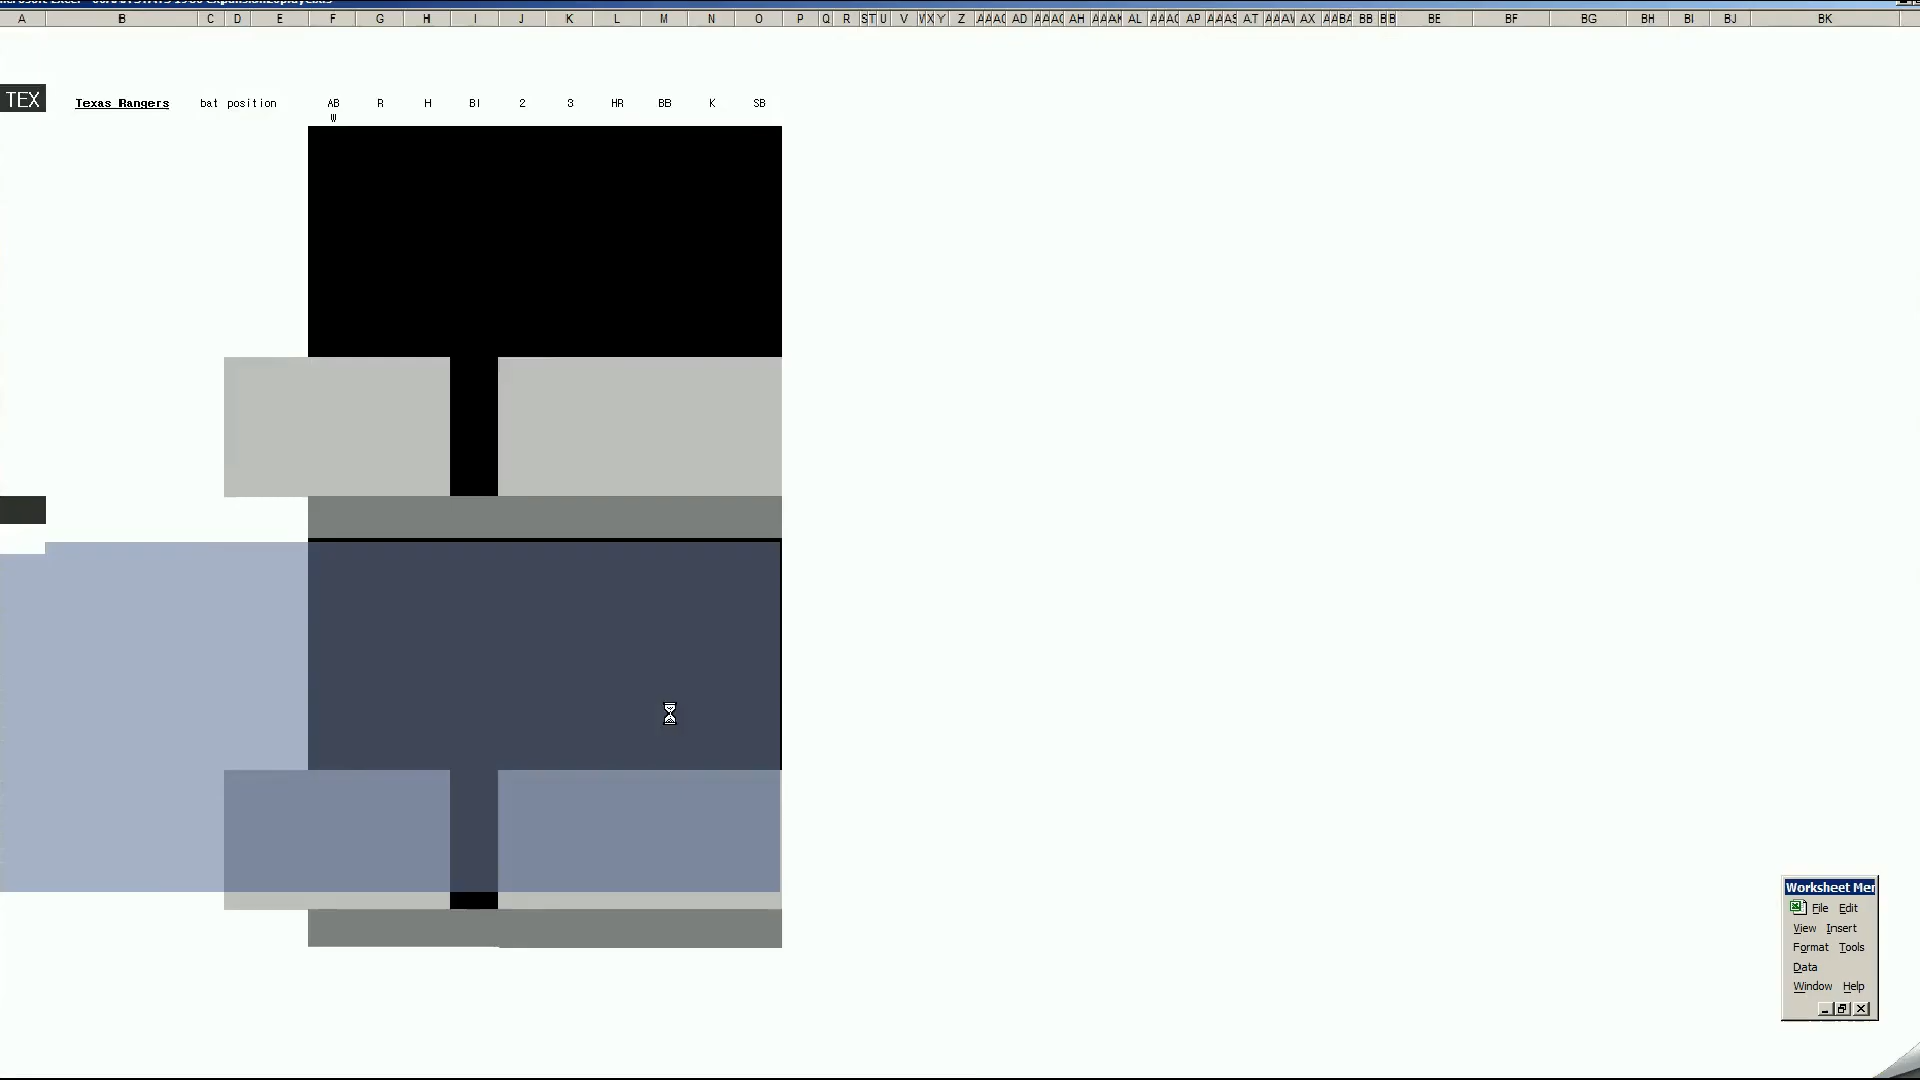 A B C D E F G H I J K L M N O P Q R S T U V X Y Z AD AH AL AP AT AX BB BE BF BG BH BI BJ BK
TEX Texas Rangers bat position AB R H BI 2 3 HR BB K SB
W
Worksheet Mer
File Edit
View Insert
Format Tools
Data
Window Help